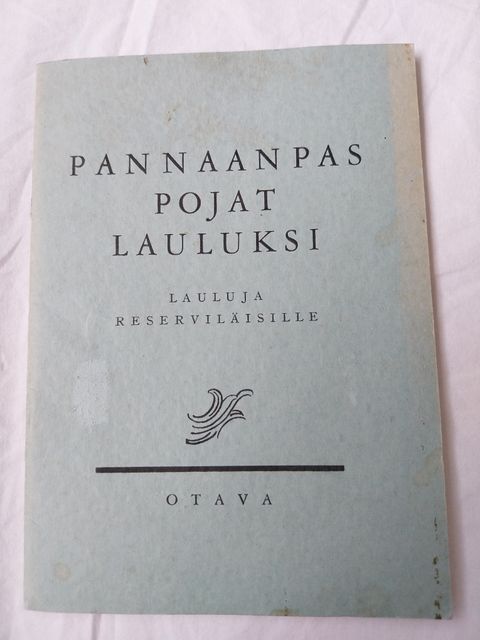 PANNAANPAS
POJAT
LAULUKSI
LAULUJA
RESERVILÄISILLE
OTAVA